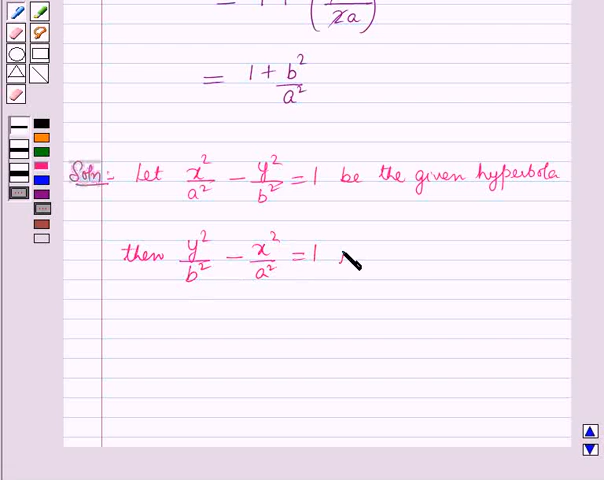 = 1 + b²/a²
Soln:- Let x²/a² - y²/b² = 1 be the given hyperbola
then y²/b² - x²/a² = 1